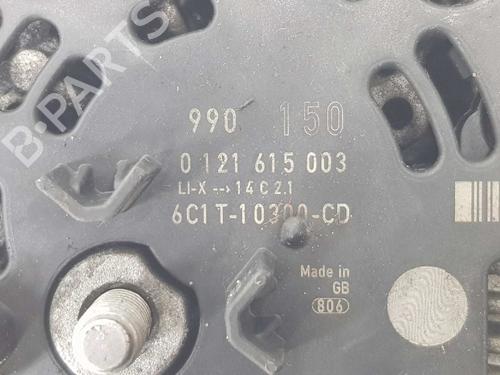 B-PARTS
990 150
0 121 615 003
LI-X --> 14 C 2.1
6C1T-10300-CD
Made in
GB
806